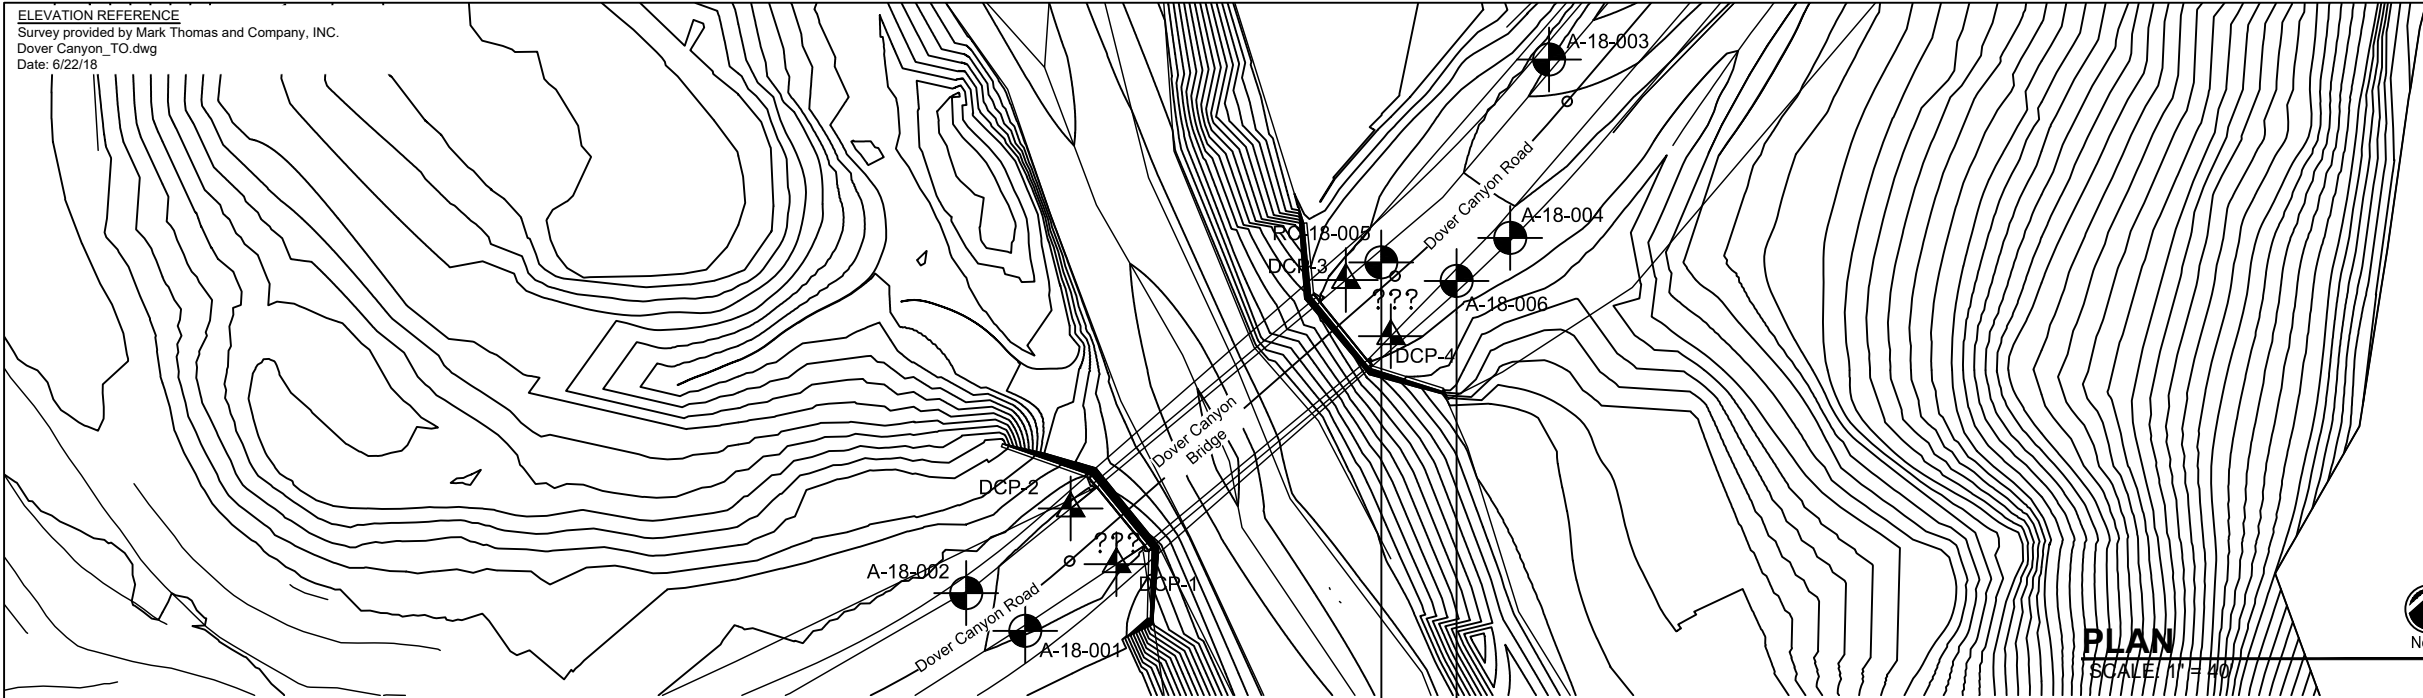 ELEVATION REFERENCE
Survey provided by Mark Thomas and Company, INC.
Dover Canyon_TO.dwg
Date: 6/22/18
A-18-003
Dover Canyon Road
A-18-004
RC-18-005
DCP-3
???
A-18-006
DCP-4
Dover Canyon
Bridge
DCP-2
???
A-18-002
DCP-1
Dover Canyon Road
A-18-001
PLAN
SCALE: 1" = 40'